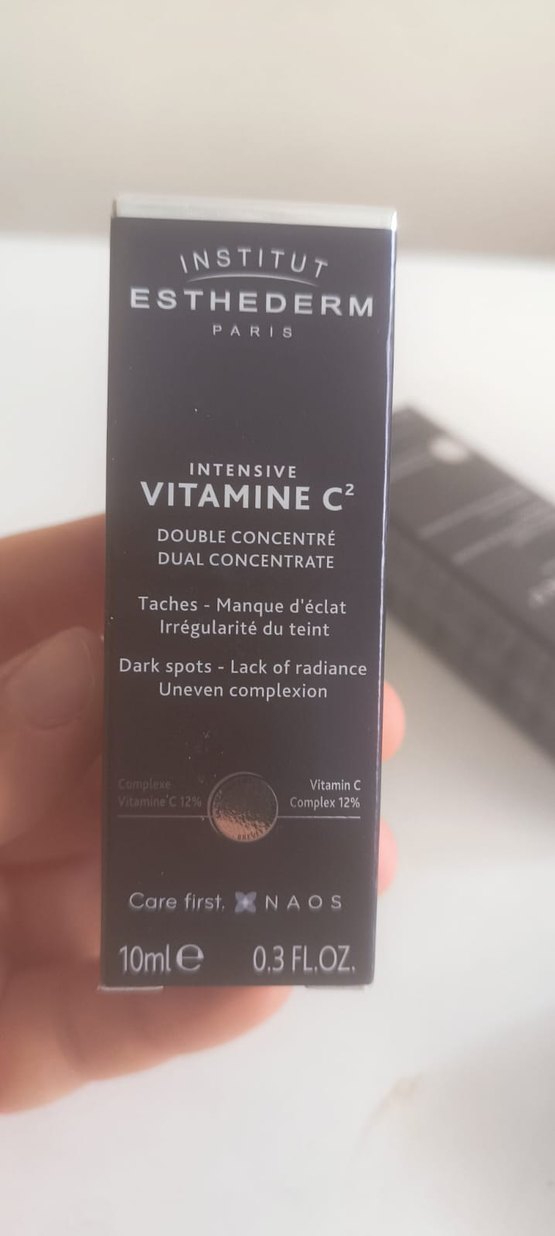 INSTITUT
ESTHEDERM
PARIS
INTENSIVE
VITAMINE C²
DOUBLE CONCENTRÉ
DUAL CONCENTRATE
Taches - Manque d'éclat
Irrégularité du teint
Dark spots - Lack of radiance
Uneven complexion
Complexe
Vitamine C 12%
Vitamin C
Complex 12%
Care first. NAOS
10ml e 0.3 FL.OZ.